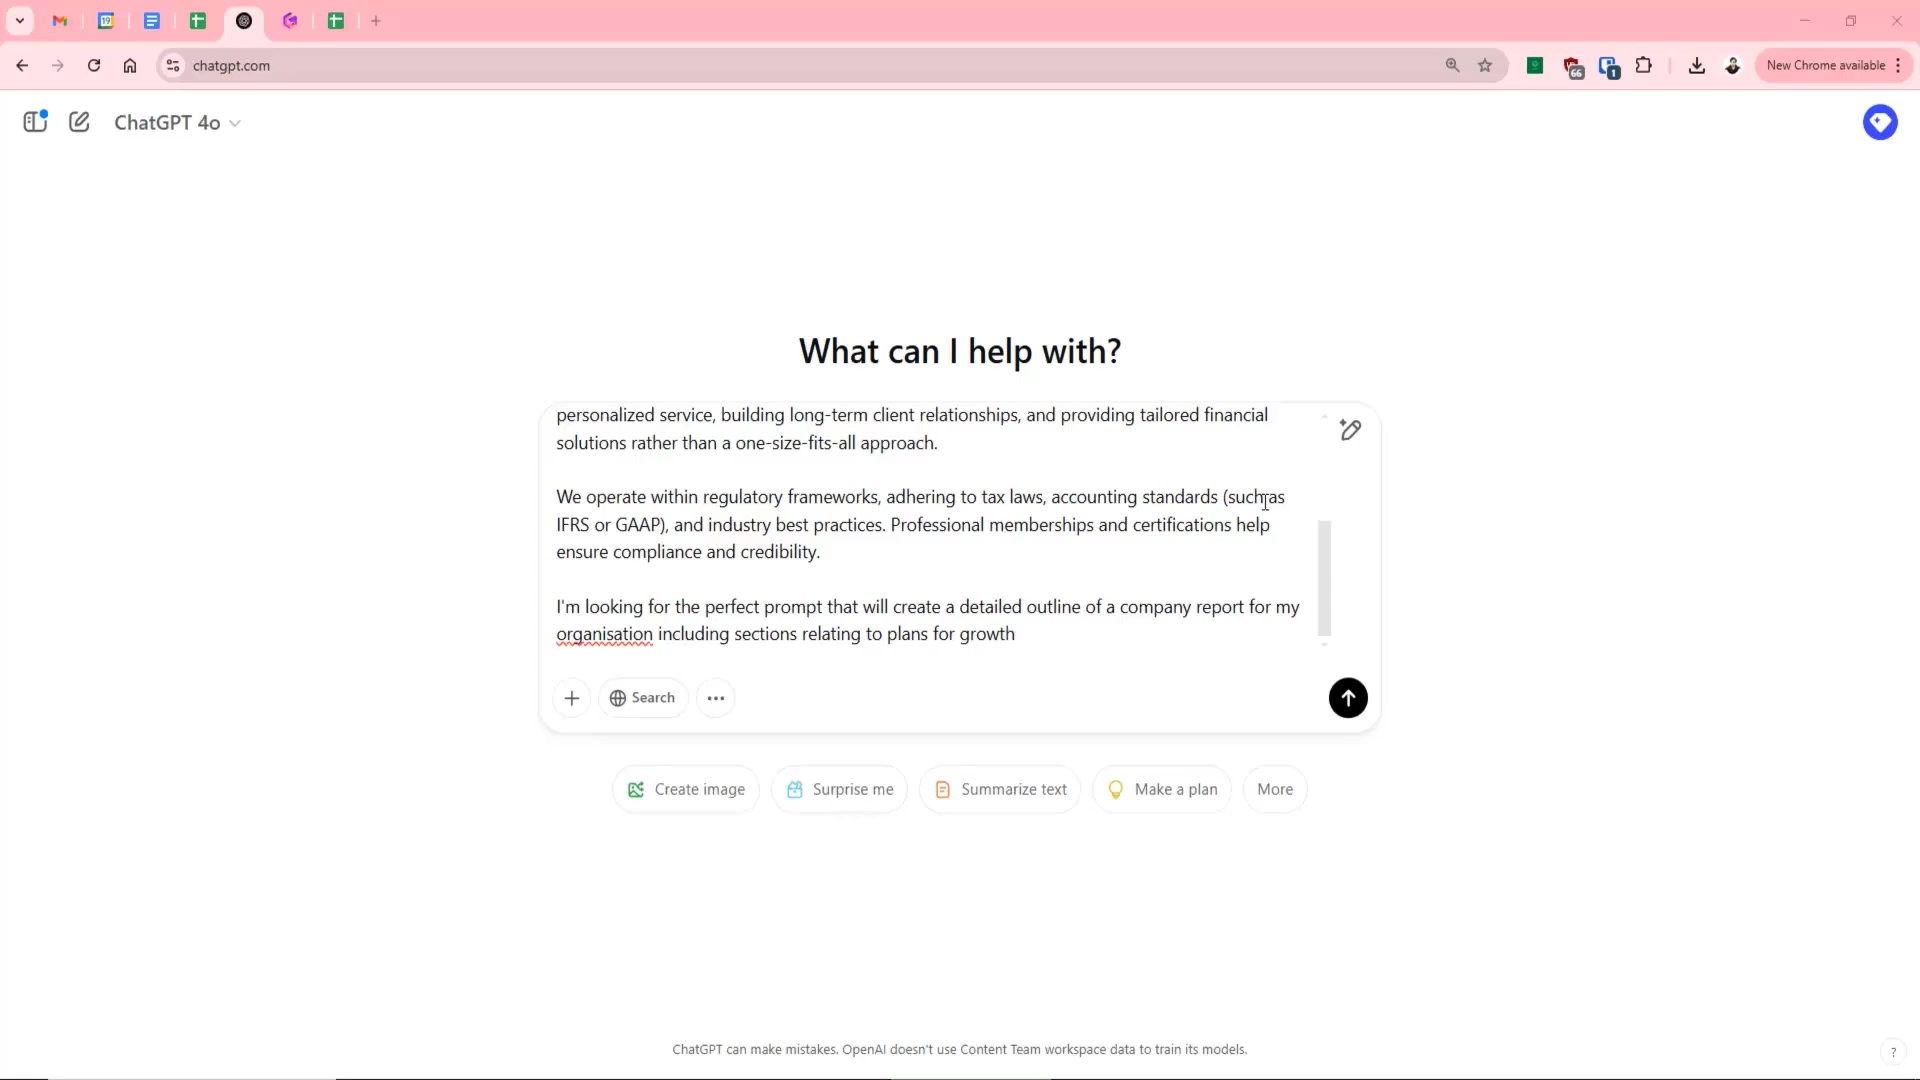 19
chatgpt.com
66
1
New Chrome available
ChatGPT 4o
What can I help with?
personalized service, building long-term client relationships, and providing tailored financial
solutions rather than a one-size-fits-all approach.
We operate within regulatory frameworks, adhering to tax laws, accounting standards (such as
IFRS or GAAP), and industry best practices. Professional memberships and certifications help
ensure compliance and credibility.
I'm looking for the perfect prompt that will create a detailed outline of a company report for my
organisation including sections relating to plans for growth
Search
Create image
Surprise me
Summarize text
Make a plan
More
ChatGPT can make mistakes. OpenAI doesn't use Content Team workspace data to train its models.
?